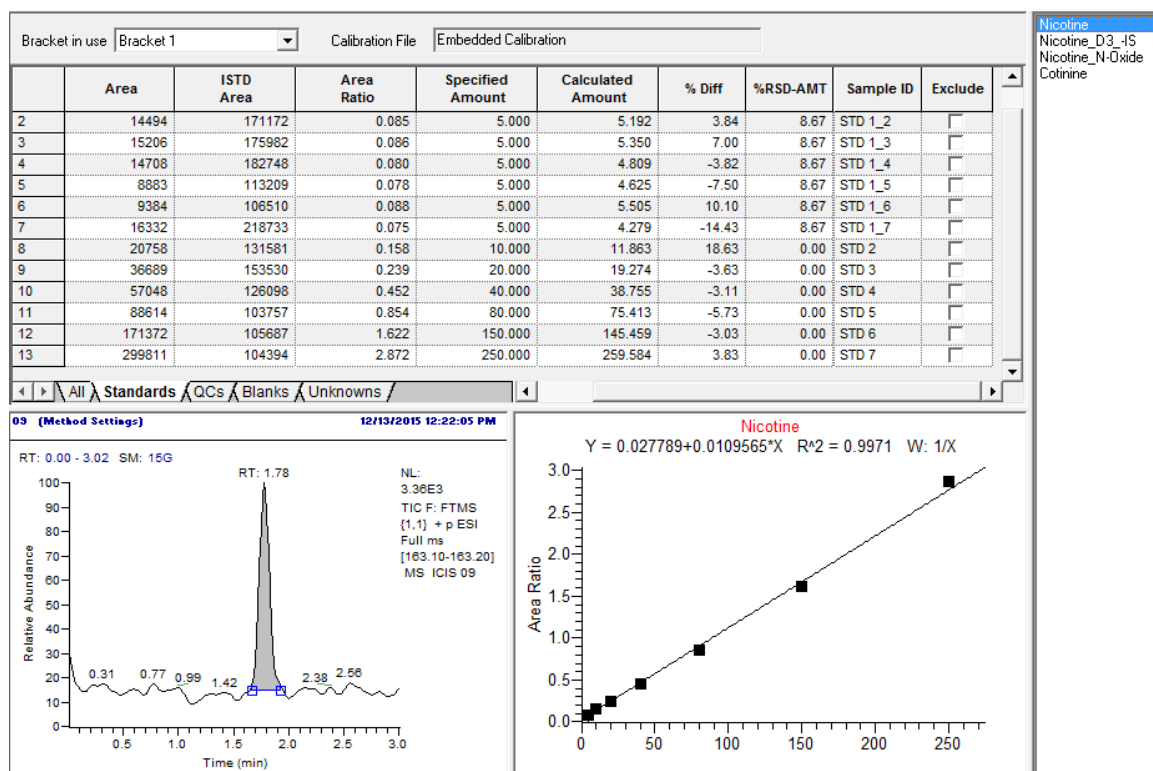 Bracket in use Bracket 1 Calibration File Embedded Calibration
Area ISTD Area Area Ratio Specified Amount Calculated Amount % Diff %RSD-AMT Sample ID Exclude
2 14494 171172 0.085 5.000 5.192 3.84 8.67 STD 1_2
3 15206 175982 0.086 5.000 5.350 7.00 8.67 STD 1_3
4 14708 182748 0.080 5.000 4.809 -3.82 8.67 STD 1_4
5 8883 113209 0.078 5.000 4.625 -7.50 8.67 STD 1_5
6 9384 106510 0.088 5.000 5.505 10.10 8.67 STD 1_6
7 16332 218733 0.075 5.000 4.279 -14.43 8.67 STD 1_7
8 20758 131581 0.158 10.000 11.863 18.63 0.00 STD 2
9 36689 153530 0.239 20.000 19.274 -3.63 0.00 STD 3
10 57048 126098 0.452 40.000 38.755 -3.11 0.00 STD 4
11 88614 103757 0.854 80.000 75.413 -5.73 0.00 STD 5
12 171372 105687 1.622 150.000 145.459 -3.03 0.00 STD 6
13 299811 104394 2.872 250.000 259.584 3.83 0.00 STD 7
All Standards QCs Blanks Unknowns
Nicotine
Nicotine_D3_-IS
Nicotine_N-Oxide
Cotinine
09 (Method Settings) 12/13/2015 12:22:05 PM
RT: 0.00 - 3.02 SM: 15G
RT: 1.78
NL:
3.36E3
TIC F: FTMS
{1,1} + p ESI
Full ms
[163.10-163.20]
MS ICIS 09
100
90
80
70
60
50
40
30
20
10
0
Relative Abundance
0.31 0.77 0.99 1.42 2.38 2.56
0.5 1.0 1.5 2.0 2.5 3.0
Time (min)
Nicotine
Y = 0.027789+0.0109565*X R^2 = 0.9971 W: 1/X
3.0
2.5
2.0
1.5
1.0
0.5
0.0
Area Ratio
0 50 100 150 200 250